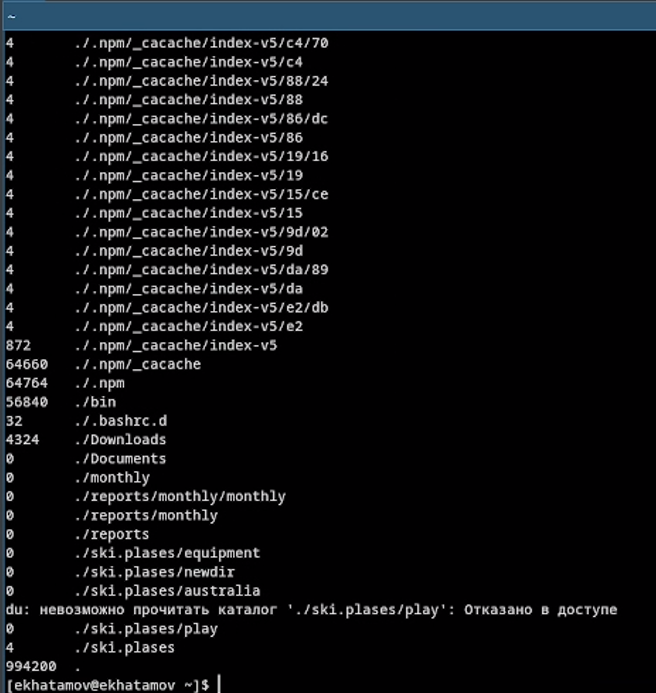 ~
4 ./.npm/_cacache/index-v5/c4/70
4 ./.npm/_cacache/index-v5/c4
4 ./.npm/_cacache/index-v5/88/24
4 ./.npm/_cacache/index-v5/88
4 ./.npm/_cacache/index-v5/86/dc
4 ./.npm/_cacache/index-v5/86
4 ./.npm/_cacache/index-v5/19/16
4 ./.npm/_cacache/index-v5/19
4 ./.npm/_cacache/index-v5/15/ce
4 ./.npm/_cacache/index-v5/15
4 ./.npm/_cacache/index-v5/9d/02
4 ./.npm/_cacache/index-v5/9d
4 ./.npm/_cacache/index-v5/da/89
4 ./.npm/_cacache/index-v5/da
4 ./.npm/_cacache/index-v5/e2/db
4 ./.npm/_cacache/index-v5/e2
872 ./.npm/_cacache/index-v5
64660 ./.npm/_cacache
64764 ./.npm
56840 ./bin
32 ./.bashrc.d
4324 ./Downloads
0 ./Documents
0 ./monthly
0 ./reports/monthly/monthly
0 ./reports/monthly
0 ./reports
0 ./ski.plases/equipment
0 ./ski.plases/newdir
0 ./ski.plases/australia
du: невозможно прочитать каталог './ski.plases/play': Отказано в доступе
0 ./ski.plases/play
4 ./ski.plases
994200 .
[ekhatamov@ekhatamov ~]$